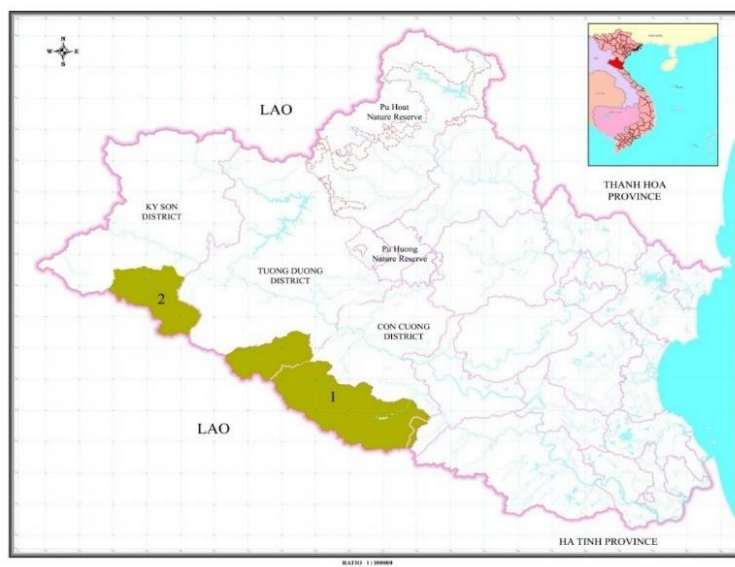 N
W
E
S
LAO
Pu Hoat
Nature Reserve
THANH HOA
PROVINCE
KY SON
DISTRICT
Pu Huong
Nature Reserve
TUONG DUONG
DISTRICT
2
CON CUONG
DISTRICT
1
LAO
HA TINH PROVINCE